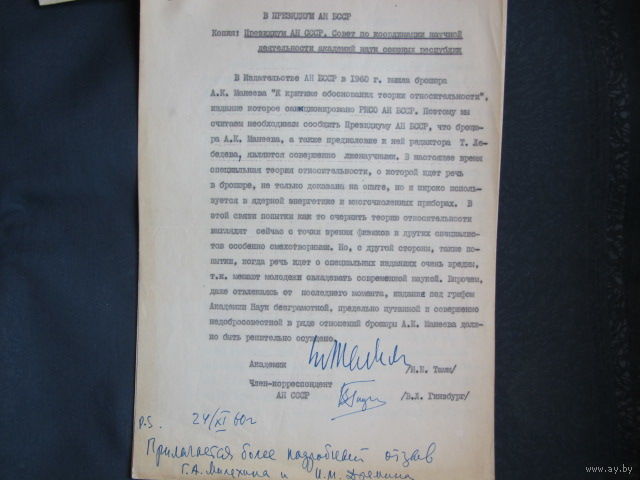 В ПРЕЗИДИУМ АН БССР
Копия: Президиум АН СССР. Совет по координации научной
деятельности академий наук союзных республик
В Издательстве АН БССР в 1960 г. вышла брошюра
А.К. Манеева "К критике обоснования теории относительности",
издание которое санкционировано РИСО АН БССР. Поэтому мы
считаем необходимым сообщить Президиуму АН БССР, что брошю-
ра А.К. Манеева, а также предисловие к ней редактора Т. Ле-
бедева, являются совершенно лженаучными. В настоящее время
специальная теория относительности, о которой идет речь
в брошюре, не только доказана на опыте, но и широко исполь-
зуется в ядерной энергетике и многочисленных приборах. В
этой связи попытки как то очернить теорию относительности
выглядят сейчас с точки зрения физиков и других специалис-
тов особенно смехотворными. Но, с другой стороны, такие по-
пытки, когда речь идет о специальных изданиях очень вредны,
т.к. мешают молодежи овладевать современной наукой. Впрочем,
даже отвлекаясь от последнего момента, издание под грифом
Академии Наук безграмотной, предельно путанной и совершенно
недобросовестной в ряде отношений брошюры А.К. Манеева долж-
но быть решительно осуждено.
Академик /И.Е. Тамм/
Член-корреспондент
АН СССР /В.Л. Гинзбург/
P.S. 24/XI 60г
Прилагается более подробный отзыв
Г.А. и И.М.
www.ay.by